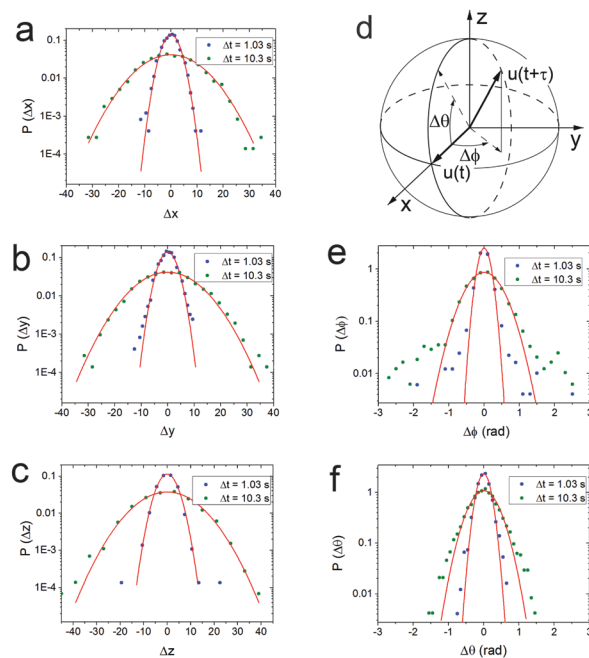 a
P (Δx)
0.1
0.01
1E-3
1E-4
Δt = 1.03 s
Δt = 10.3 s
-40 -30 -20 -10 0 10 20 30 40
Δx
b
P (Δy)
0.1
0.01
1E-3
1E-4
Δt = 1.03 s
Δt = 10.3 s
-40 -30 -20 -10 0 10 20 30 40
Δy
c
P (Δz)
0.1
0.01
1E-3
1E-4
Δt = 1.03 s
Δt = 10.3 s
-40 -30 -20 -10 0 10 20 30 40
Δz
d
z
u(t+τ)
Δθ
y
Δϕ
u(t)
x
e
P (Δϕ)
1
0.1
0.01
Δt = 1.03 s
Δt = 10.3 s
-3 -2 -1 0 1 2 3
Δϕ (rad)
f
P (Δθ)
1
0.1
0.01
Δt = 1.03 s
Δt = 10.3 s
-3 -2 -1 0 1 2 3
Δθ (rad)